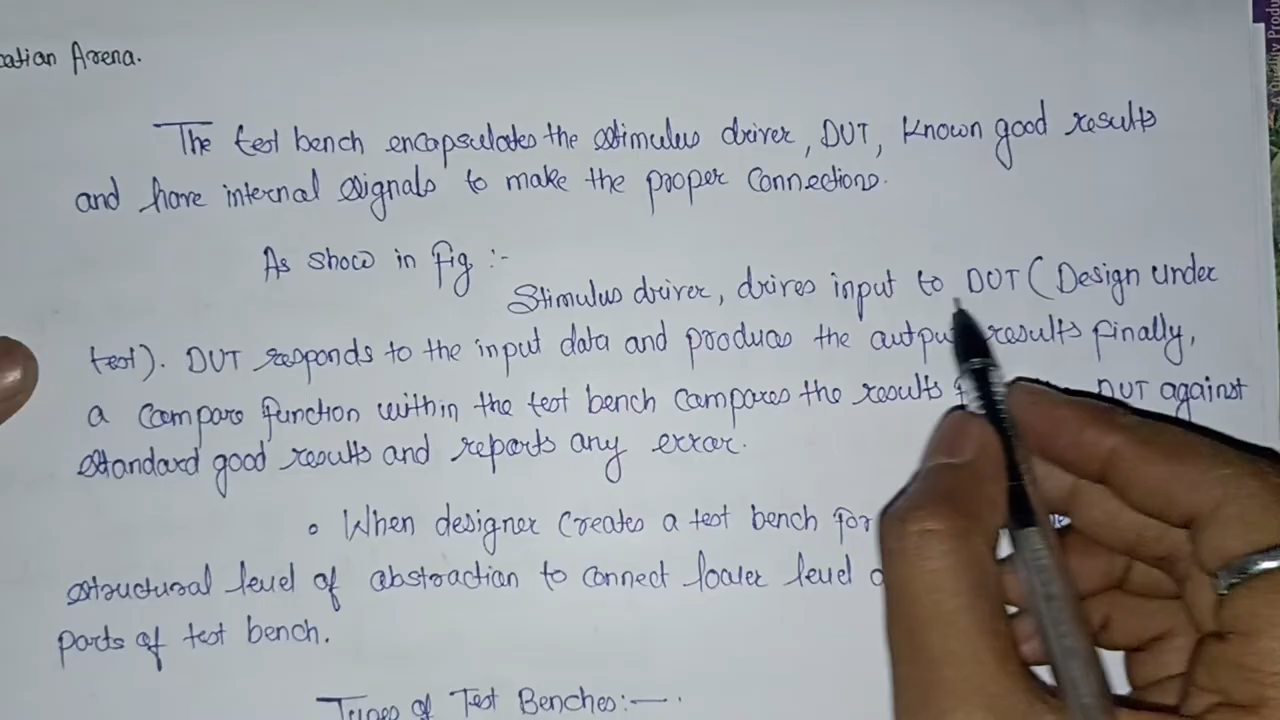 Arena.
The test bench encapsulates the stimulus driver, DUT, Known good results
and have internal signals to make the proper connections.
As show in fig :-
Stimulus driver, drives input to DUT (Design under
test). DUT responds to the input data and produces the output results finally,
a compare function within the test bench compares the results DUT against
standard good results and reports any error.
• When designer creates a test bench for
structural level of abstraction to connect lower level
parts of test bench.
Types of Test Benches:—.